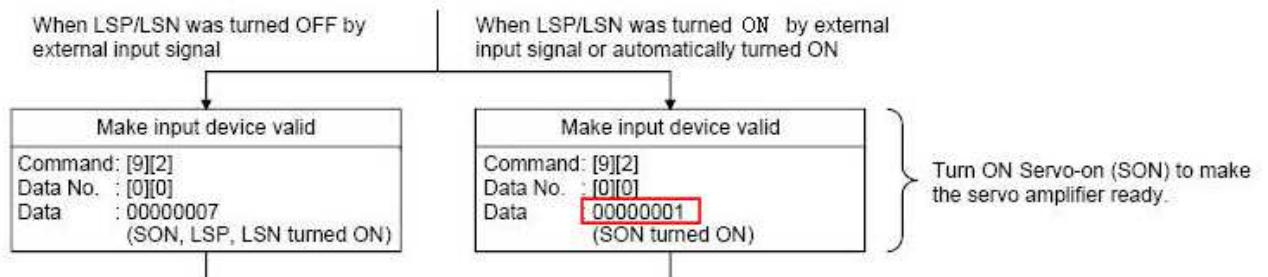 When LSP/LSN was turned OFF by
external input signal
When LSP/LSN was turned ON by external
input signal or automatically turned ON
Make input device valid
Command: [9][2]
Data No. : [0][0]
Data : 00000007
(SON, LSP, LSN turned ON)
Make input device valid
Command: [9][2]
Data No. : [0][0]
Data : 00000001
(SON turned ON)
Turn ON Servo-on (SON) to make
the servo amplifier ready.